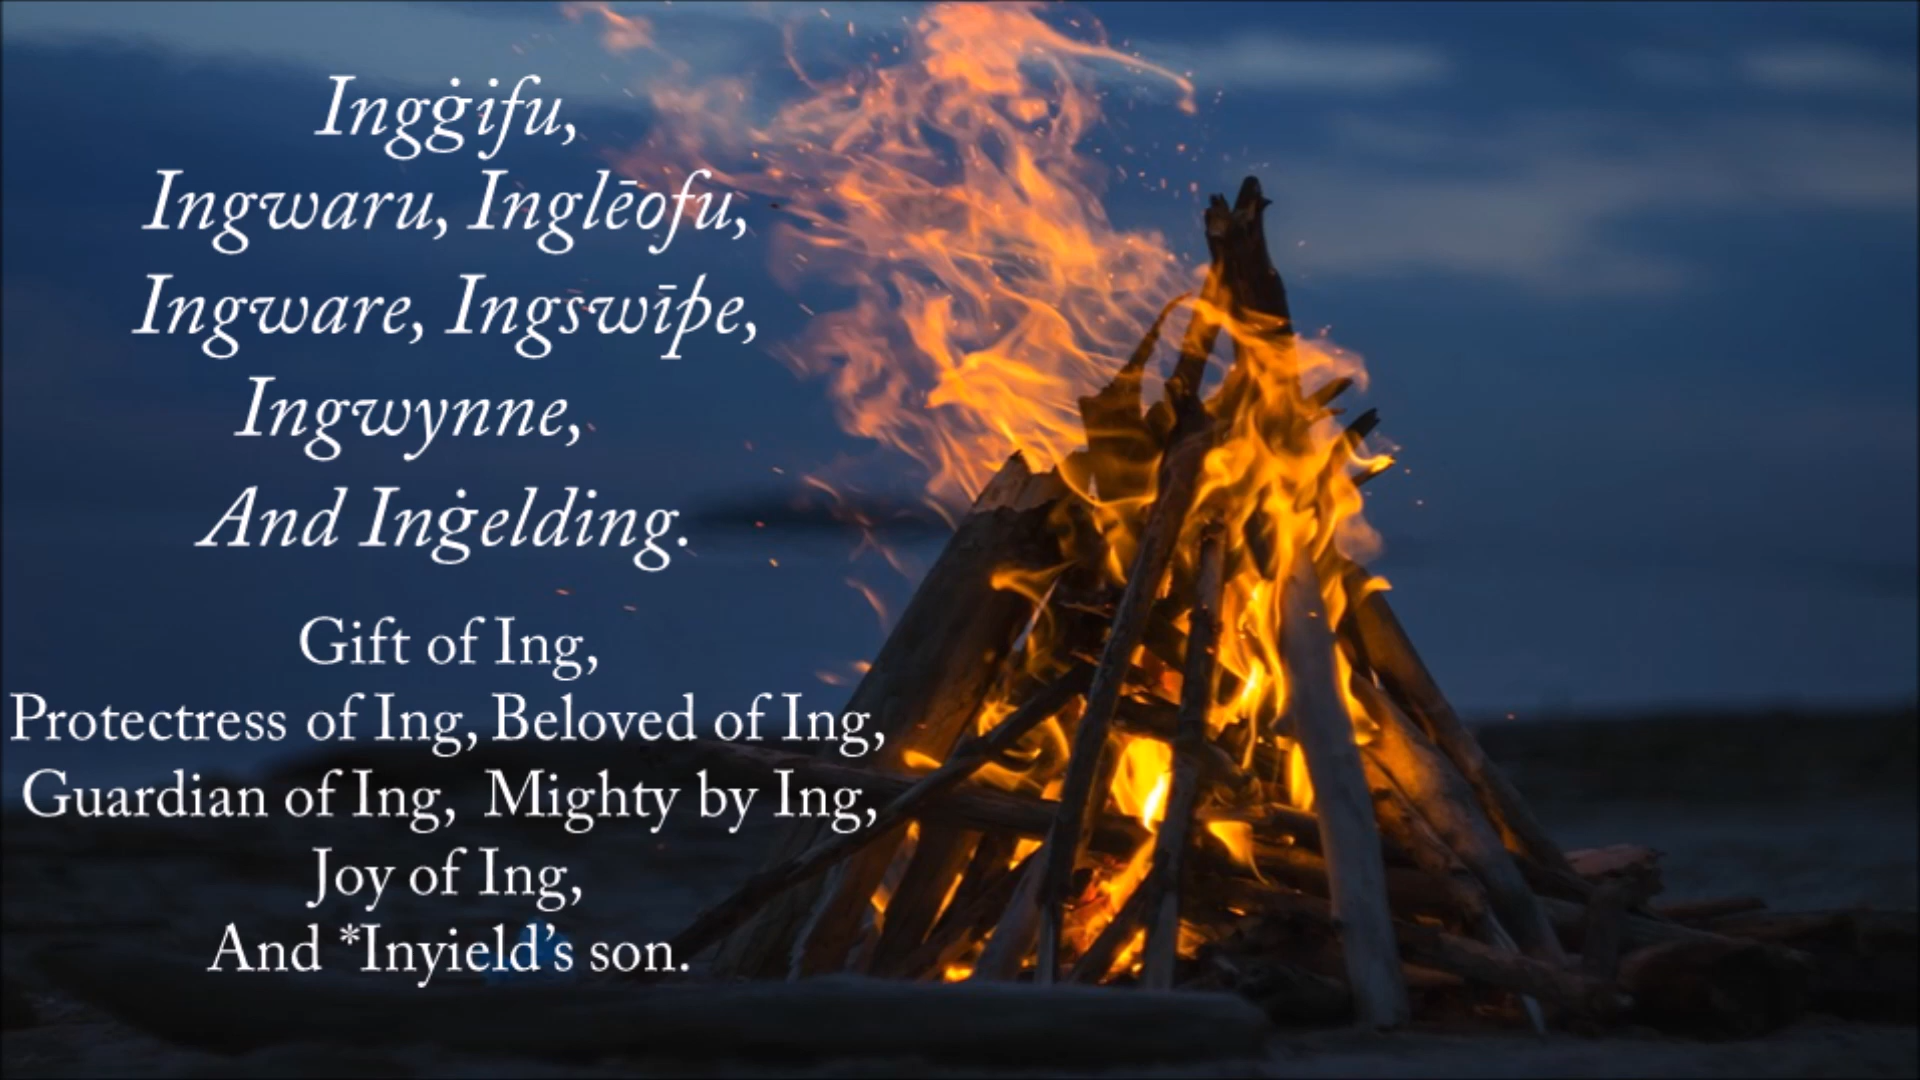 Ingġifu,
Ingwaru, Inglēofu,
Ingware, Ingswīþe,
Ingwynne,
And Inġelding.
Gift of Ing,
Protectress of Ing, Beloved of Ing,
Guardian of Ing, Mighty by Ing,
Joy of Ing,
And *Inyield’s son.